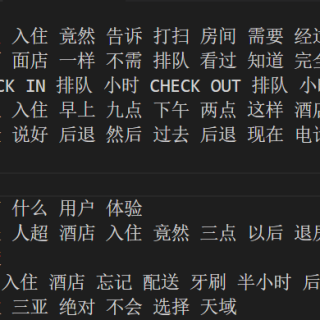 入住 竟然 告诉 打扫 房间 需要 经
面店 一样 不需 排队 看过 知道 完
CK IN 排队 小时 CHECK OUT 排队 小
入住 早上 九点 下午 两点 这样 酒
说好 后退 然后 过去 后退 现在 电
什么 用户 体验
人超 酒店 入住 竟然 三点 以后 退
入住 酒店 忘记 配送 牙刷 半小时 后
三亚 绝对 不会 选择 天域